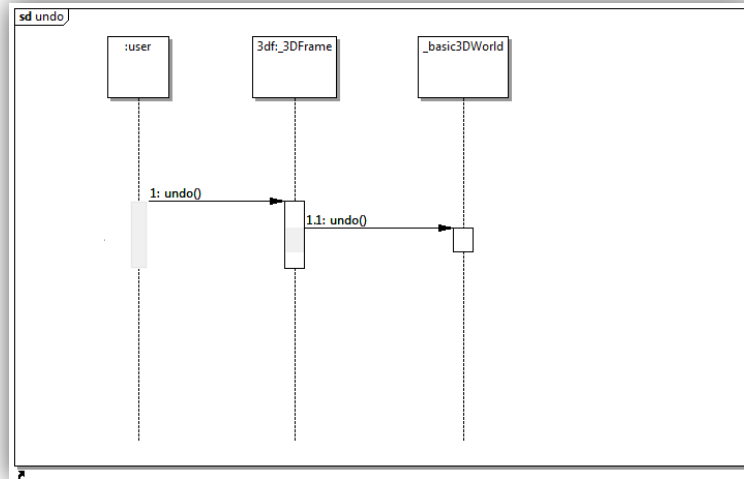 sd undo
:user
3df:_3DFrame
_basic3DWorld
1: undo()
1.1: undo()